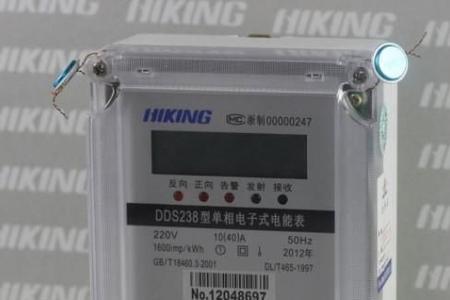 HIKING HIKING
HIKING
HIKING
HIKING
HIKING
HIKING MC 浙制00000247
反向 正向 告警 发射 接收
DDS238型单相电子式电能表
220V 10(40)A 50Hz
1600imp/kWh 1 2012年
GB/T18460.3-2001 DL/T465-1997
No.12048697